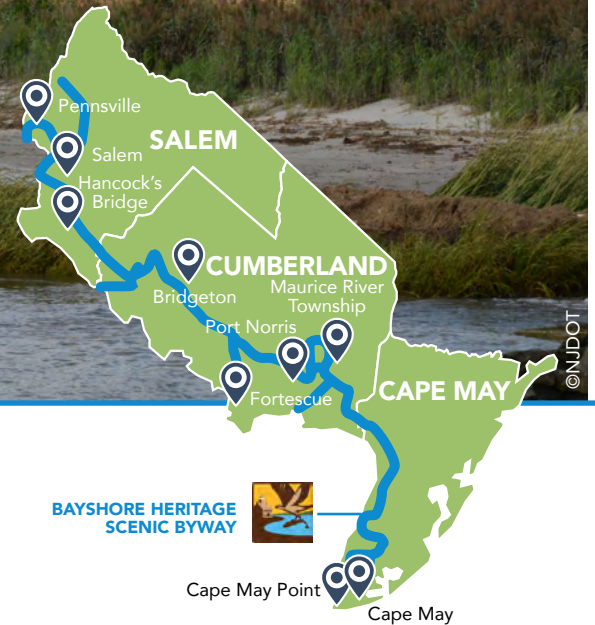 Pennsville
SALEM
Salem
Hancock's
Bridge
CUMBERLAND
Bridgeton
Maurice River
Township
Port Norris
Fortescue
CAPE MAY
©NJDOT
BAYSHORE HERITAGE
SCENIC BYWAY
Cape May Point
Cape May